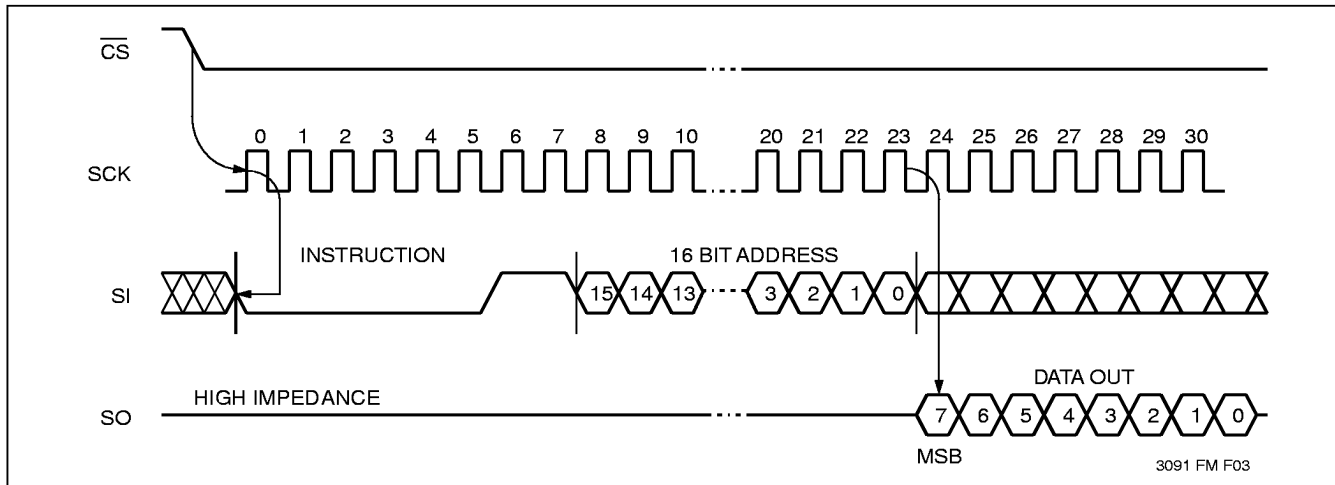 CS
0 1 2 3 4 5 6 7 8 9 10 20 21 22 23 24 25 26 27 28 29 30
SCK
INSTRUCTION 16 BIT ADDRESS
SI 15 14 13 3 2 1 0
HIGH IMPEDANCE DATA OUT
SO 7 6 5 4 3 2 1 0
MSB
3091 FM F03